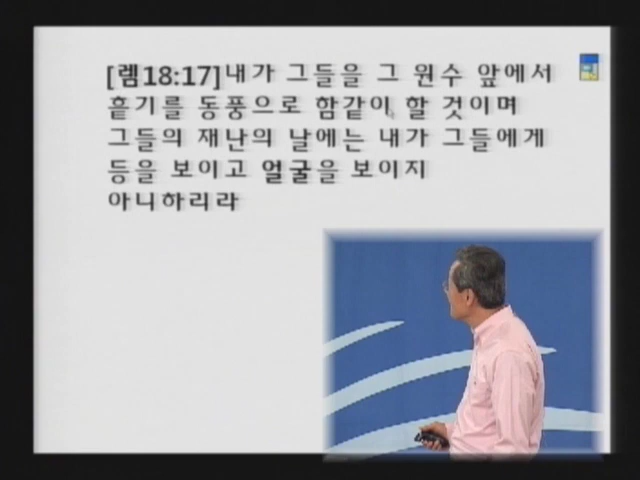 [렘18:17]내가 그들을 그 원수 앞에서
흩기를 동풍으로 함같이 할 것이며
그들의 재난의 날에는 내가 그들에게
등을 보이고 얼굴을 보이지
아니하리라